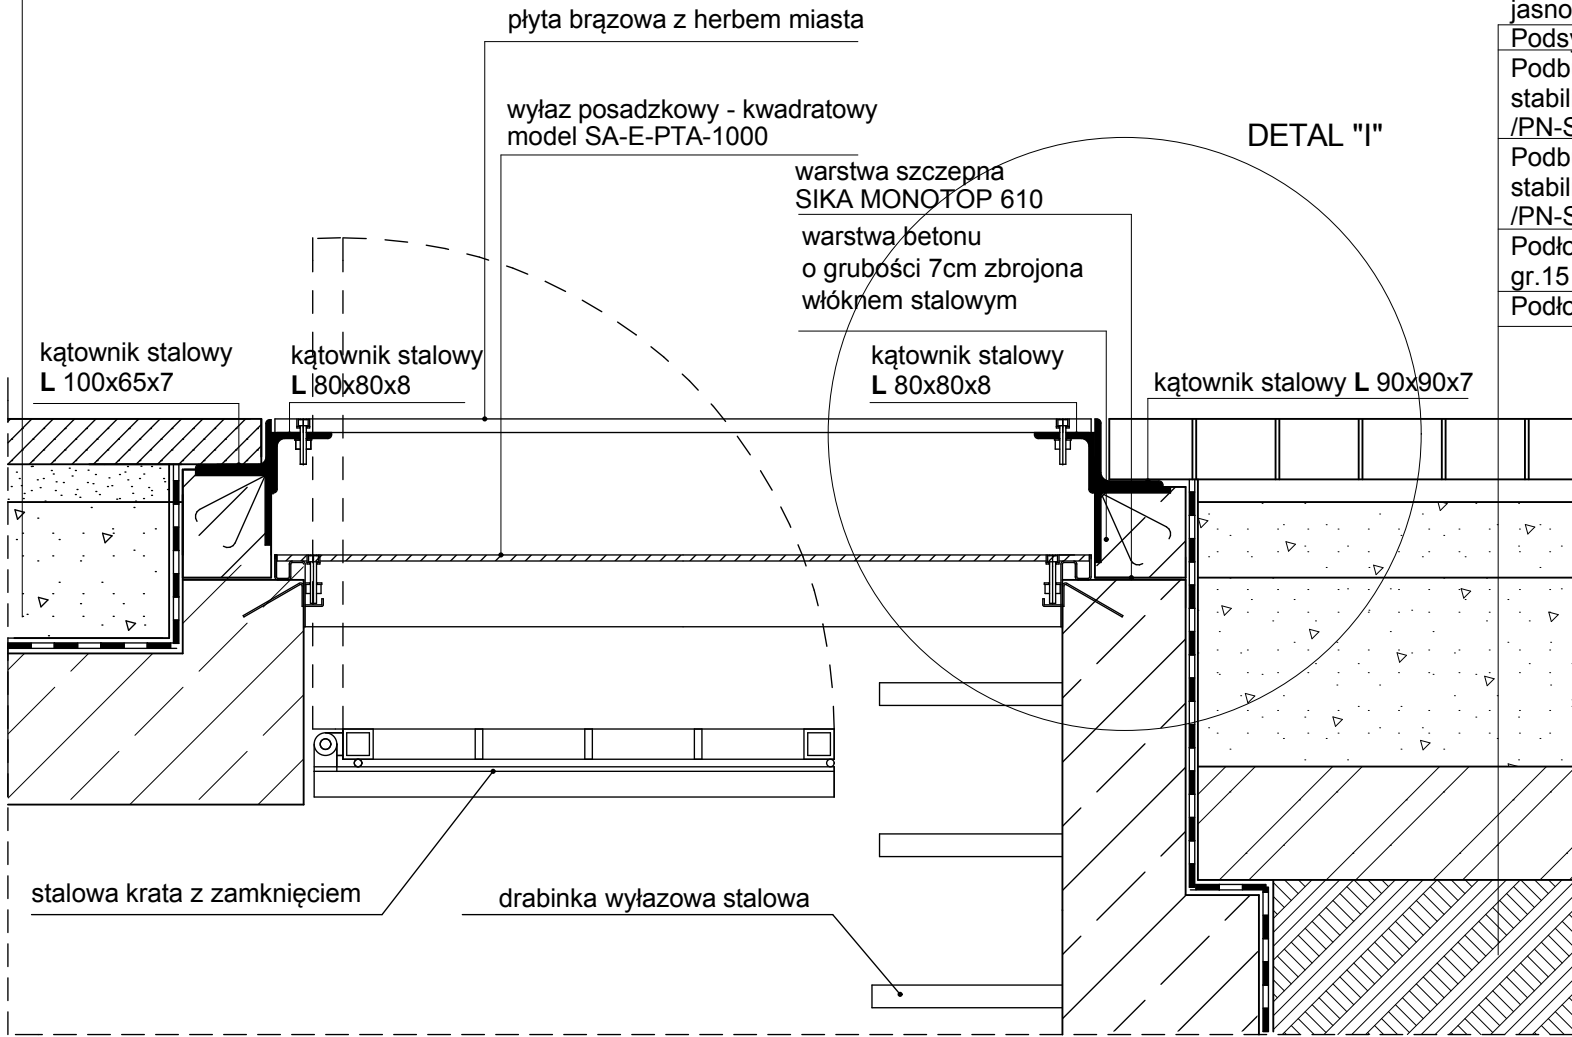 płyta brązowa z herbem miasta
wyłaz posadzkowy - kwadratowy
model SA-E-PTA-1000
DETAL "I"
warstwa szczepna
SIKA MONOTOP 610
warstwa betonu
o grubości 7cm zbrojona
włóknem stalowym
kątownik stalowy
L 100x65x7
kątownik stalowy
L 80x80x8
kątownik stalowy
L 80x80x8
kątownik stalowy L 90x90x7
stalowa krata z zamknięciem
drabinka wyłazowa stalowa
jasno
Pods
Podb
stabil
/PN-S
Podb
stabil
/PN-S
Podło
gr.15
Podło